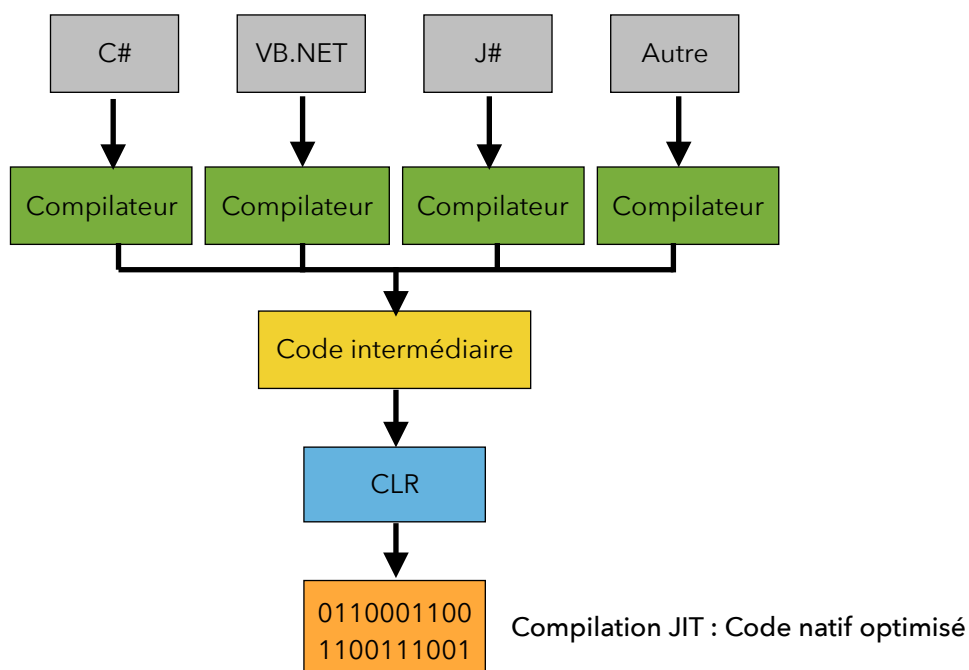 C#
VB.NET
J#
Autre
Compilateur
Compilateur
Compilateur
Compilateur
Code intermédiaire
CLR
0110001100
1100111001
Compilation JIT : Code natif optimisé